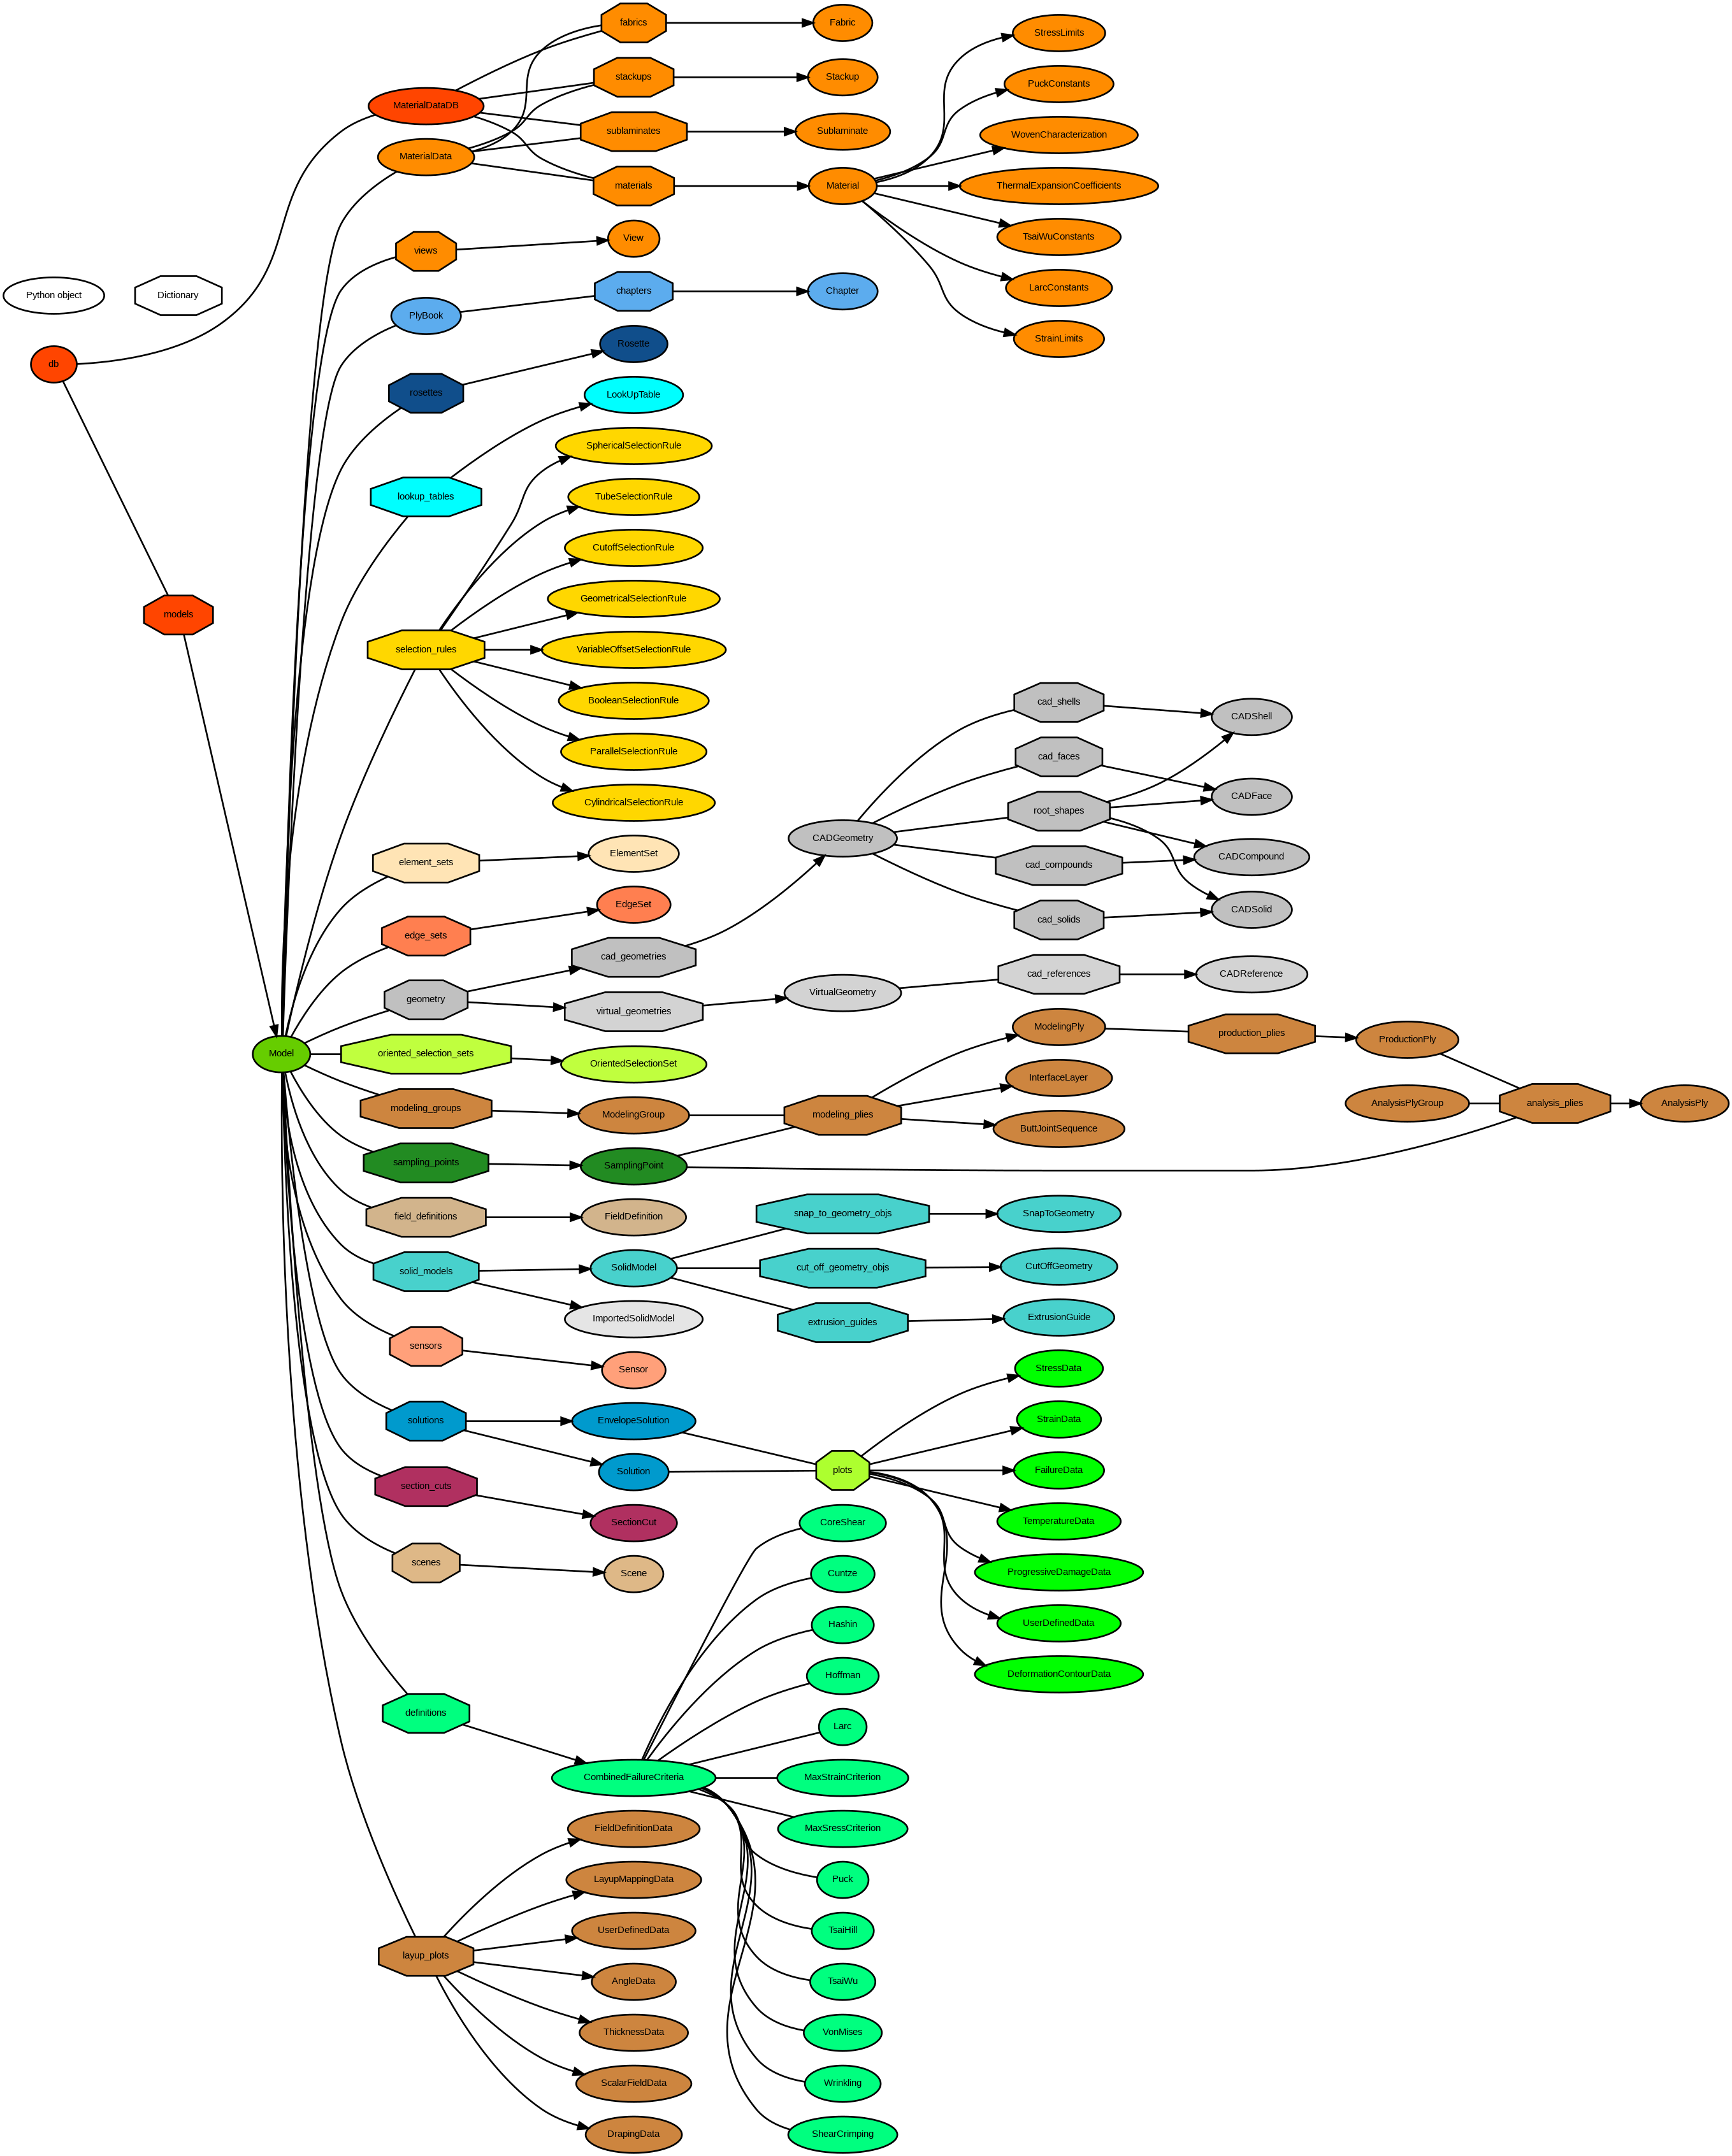 fabrics
Fabric
StressLimits
stackups
Stackup
PuckConstants
MaterialDataDB
sublaminates
Sublaminate
WovenCharacterization
MaterialData
materials
Material
ThermalExpansionCoefficients
TsaiWuConstants
views
View
LarcConstants
Python object
Dictionary
PlyBook
chapters
Chapter
StrainLimits
db
rosettes
Rosette
lookup_tables
LookUpTable
SphericalSelectionRule
TubeSelectionRule
CutoffSelectionRule
GeometricalSelectionRule
models
selection_rules
VariableOffsetSelectionRule
BooleanSelectionRule
ParallelSelectionRule
CylindricalSelectionRule
cad_shells
CADShell
cad_faces
CADFace
root_shapes
CADGeometry
cad_compounds
CADCompound
cad_solids
CADSolid
element_sets
ElementSet
edge_sets
EdgeSet
geometry
cad_geometries
virtual_geometries
VirtualGeometry
cad_references
CADReference
Model
oriented_selection_sets
OrientedSelectionSet
ModelingPly
production_plies
ProductionPly
InterfaceLayer
modeling_groups
ModelingGroup
modeling_plies
ButtJointSequence
AnalysisPlyGroup
analysis_plies
AnalysisPly
sampling_points
SamplingPoint
field_definitions
FieldDefinition
snap_to_geometry_objs
SnapToGeometry
solid_models
SolidModel
cut_off_geometry_objs
CutOffGeometry
ImportedSolidModel
extrusion_guides
ExtrusionGuide
sensors
Sensor
StressData
solutions
EnvelopeSolution
StrainData
Solution
plots
FailureData
section_cuts
SectionCut
CoreShear
TemperatureData
scenes
Scene
Cuntze
ProgressiveDamageData
Hashin
UserDefinedData
Hoffman
DeformationContourData
definitions
Larc
CombinedFailureCriteria
MaxStrainCriterion
MaxSressCriterion
FieldDefinitionData
Puck
LayupMappingData
TsaiHill
UserDefinedData
layup_plots
AngleData
TsaiWu
ThicknessData
VonMises
ScalarFieldData
Wrinkling
DrapingData
ShearCrimping